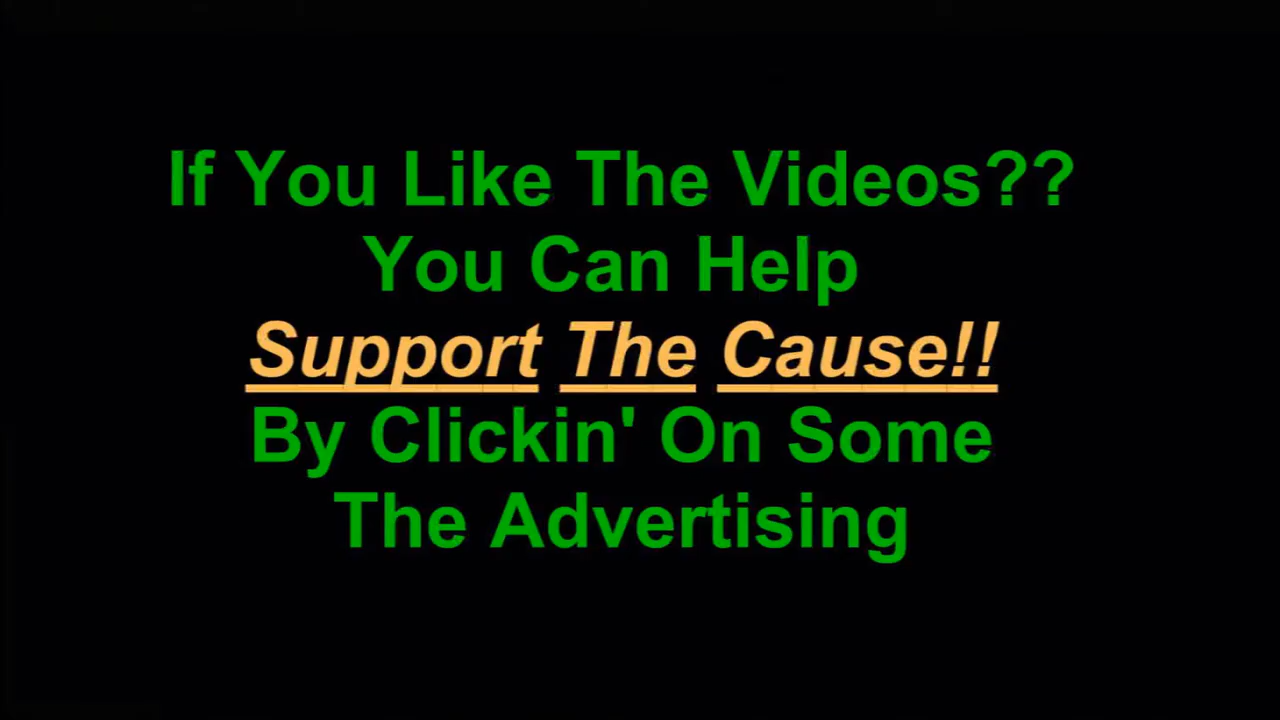 If You Like The Videos??
You Can Help
Support The Cause!!
By Clickin' On Some
The Advertising